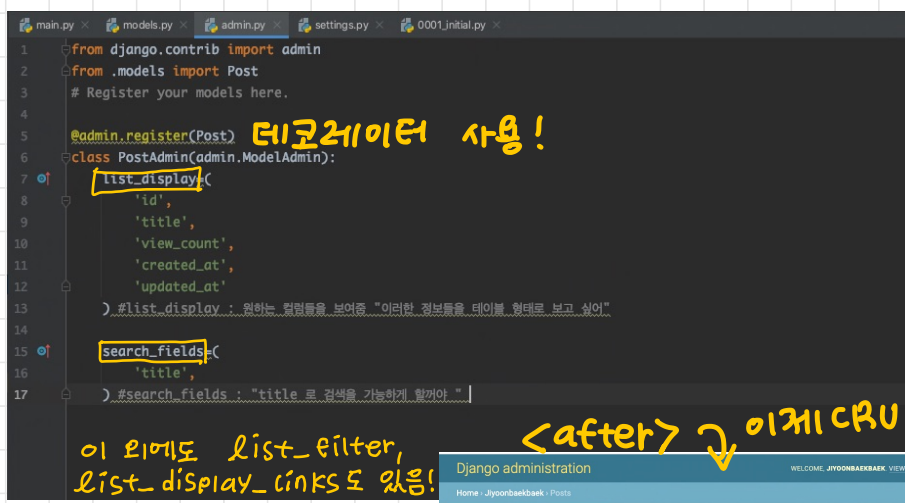 main.py × models.py × admin.py × settings.py × 0001_initial.py ×
1 from django.contrib import admin
2 from .models import Post
3 # Register your models here.
4
5 @admin.register(Post) 데코레이터 사용!
6 class PostAdmin(admin.ModelAdmin):
7 list_display=(
8 'id',
9 'title',
10 'view_count',
11 'created_at',
12 'updated_at'
13 ) #list_display : 원하는 컬럼들을 보여줌 "이러한 정보들을 테이블 형태로 보고 싶어"
14
15 search_fields=(
16 'title',
17 ) #search_fields : "title 로 검색을 가능하게 할꺼야 "
<after> 이제 CRU
이 외에도 list_filter,
list_display_links도 있음!
Django administration WELCOME, JIYOONBAEKBAEK. VIEW
Home › Jiyoonbaekbaek › Posts